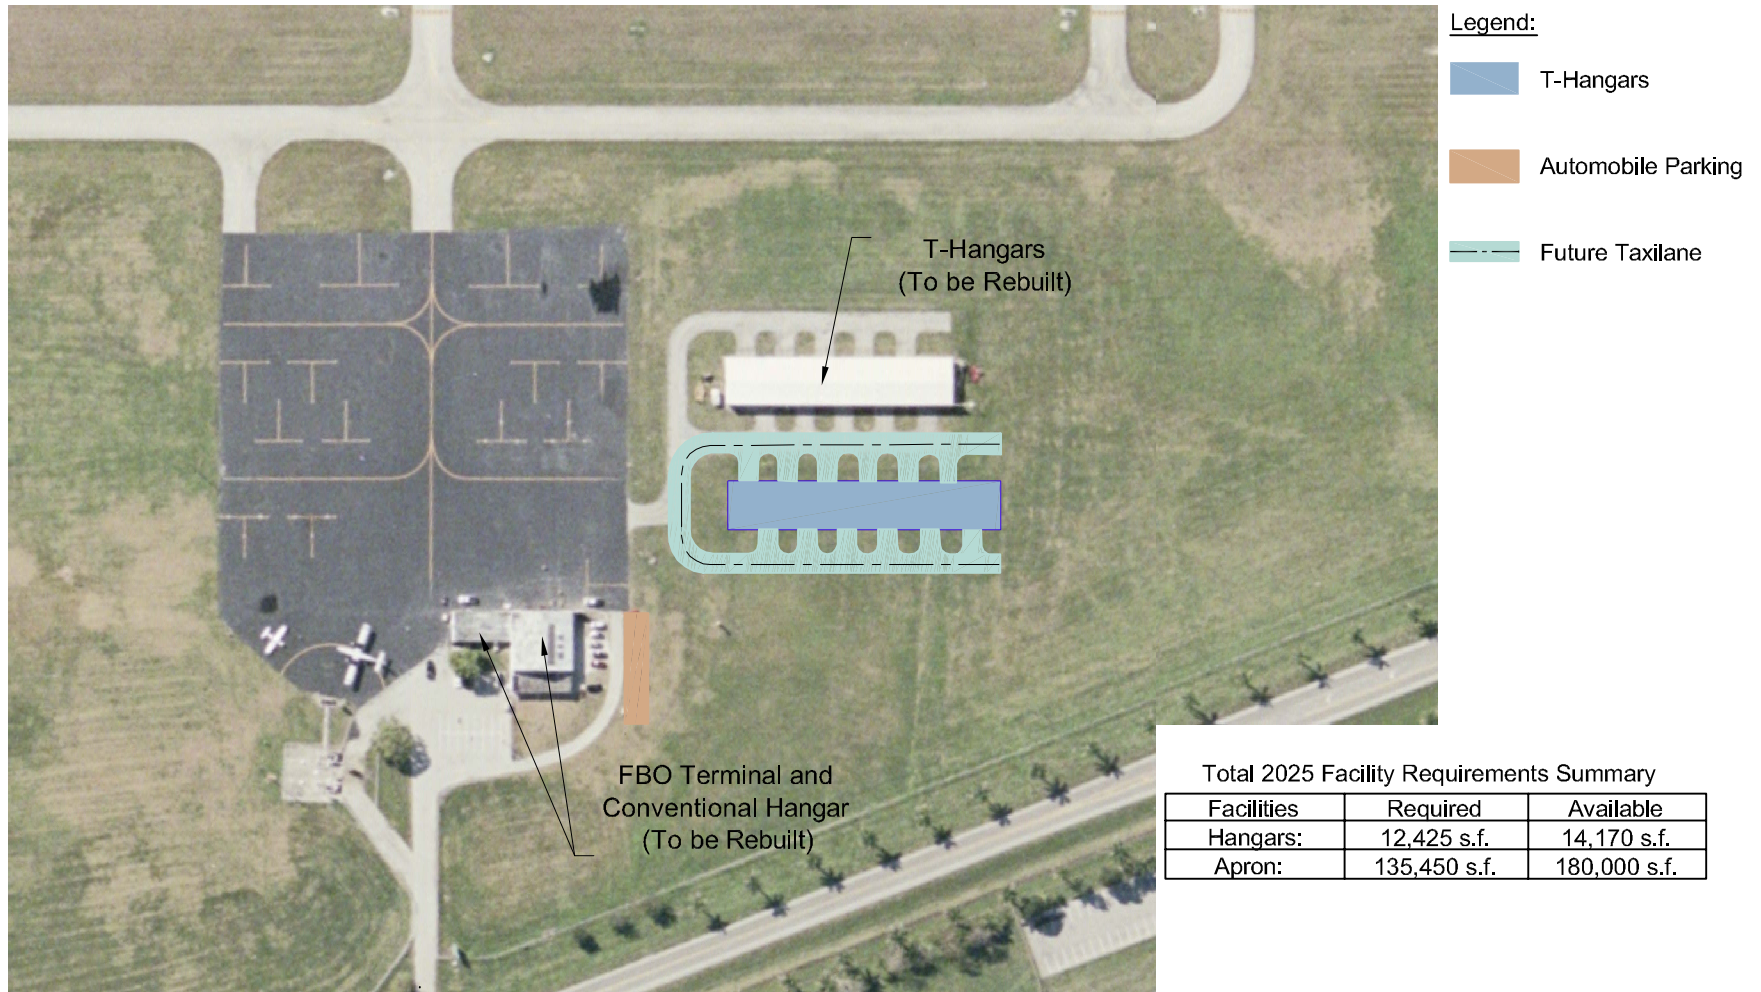 Legend:
T-Hangars
Automobile Parking
Future Taxilane
T-Hangars
(To be Rebuilt)
FBO Terminal and
Conventional Hangar
(To be Rebuilt)
Total 2025 Facility Requirements Summary
Facilities Required Available
Hangars: 12,425 s.f. 14,170 s.f.
Apron: 135,450 s.f. 180,000 s.f.